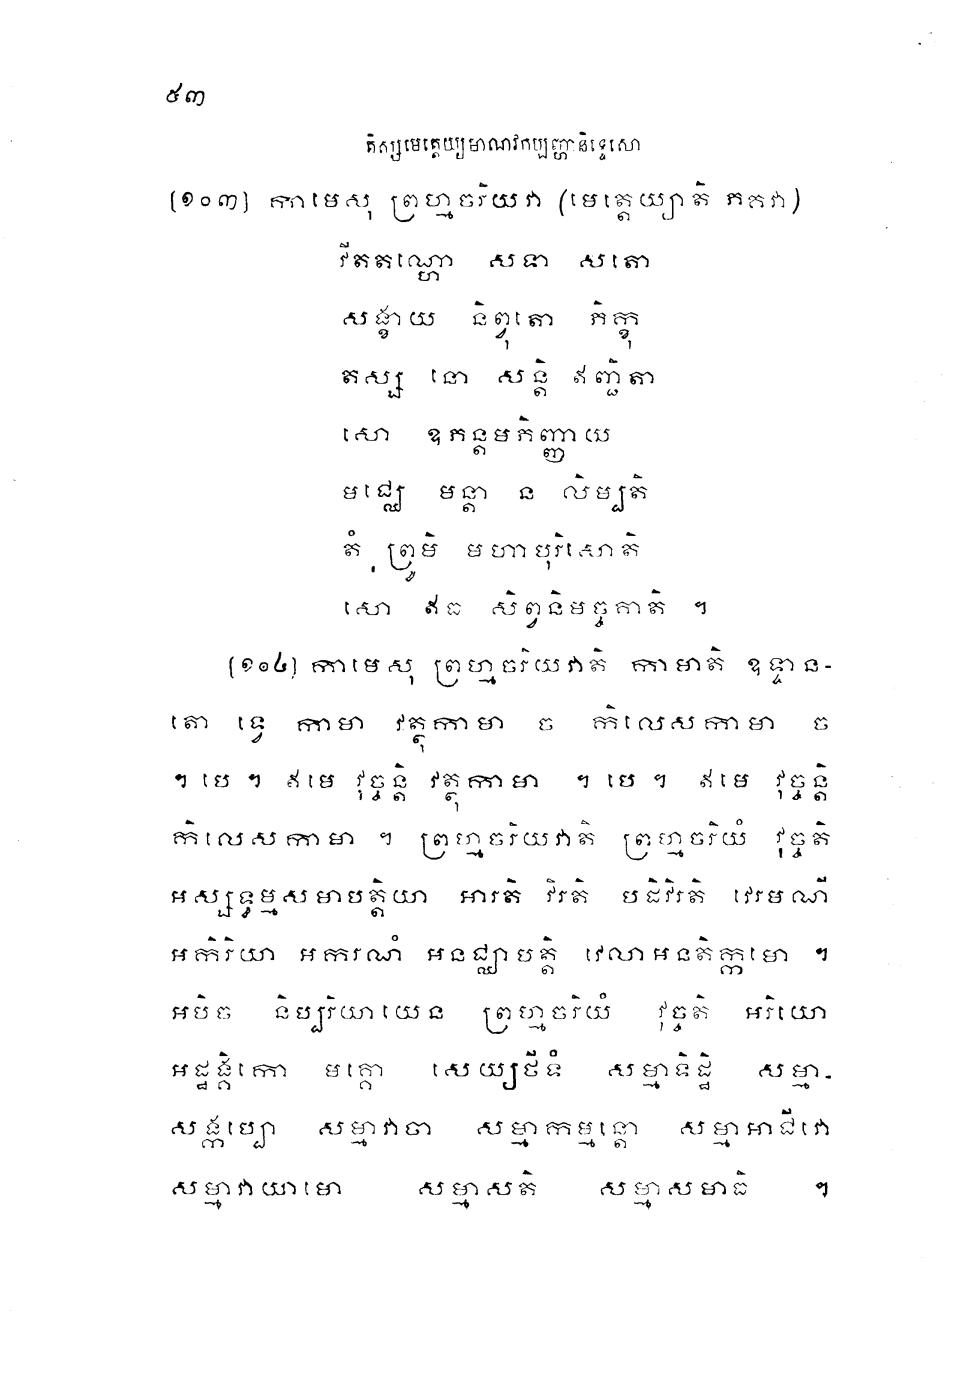 ៥៣
តិស្សមេត្តេយ្យមាណវកប្បញ្ហានិទ្ទេសោ
(១០៣) កាមេសុ ព្រហ្មចរិយវា (មេត្តេយ្យាតិ ភគវា)
វីតតណ្ហោ សទា សតោ
សង្ខាយ និព្វុតោ ភិក្ខុ
តស្ស នោ សន្តិ ឥញ្ជិតា
សោ ឧភន្តមភិញ្ញាយ
មជ្ឈេ មន្តា ន លិម្បតិ
តំ ព្រូមិ មហាបុរិសោតិ
សោ ឥធ សិព្វនិមច្ចគាតិ ។
(១០៤) កាមេសុ ព្រហ្មចរិយវាតិ កាមាតិ ឧទ្ទាន-
តោ ទ្វេ កាមា វត្ថុកាមា ច កិលេសកាមា ច
។ បេ ។ ឥមេ វុច្ចន្តិ វត្ថុកាមា ។ បេ ។ ឥមេ វុច្ចន្តិ
កិលេសកាមា ។ ព្រហ្មចរិយវាតិ ព្រហ្មចរិយំ វុច្ចតិ
អស្សទ្ធម្មសមាបត្តិយា អារតិ វិរតិ បដិវិរតិ វេរមណី
អកិរិយា អករណំ អនជ្ឈាបត្តិ វេលាអនតិក្កមោ ។
អបិច និប្បរិយាយេន ព្រហ្មចរិយំ វុច្ចតិ អរិយោ
អដ្ឋង្គិកោ មគ្គោ សេយ្យថីទំ សម្មាទិដ្ឋិ សម្មា-
សង្កប្បោ សម្មាវាចា សម្មាកម្មន្តោ សម្មាអាជីវោ
សម្មាវាយាមោ សម្មាសតិ សម្មាសមាធិ ។